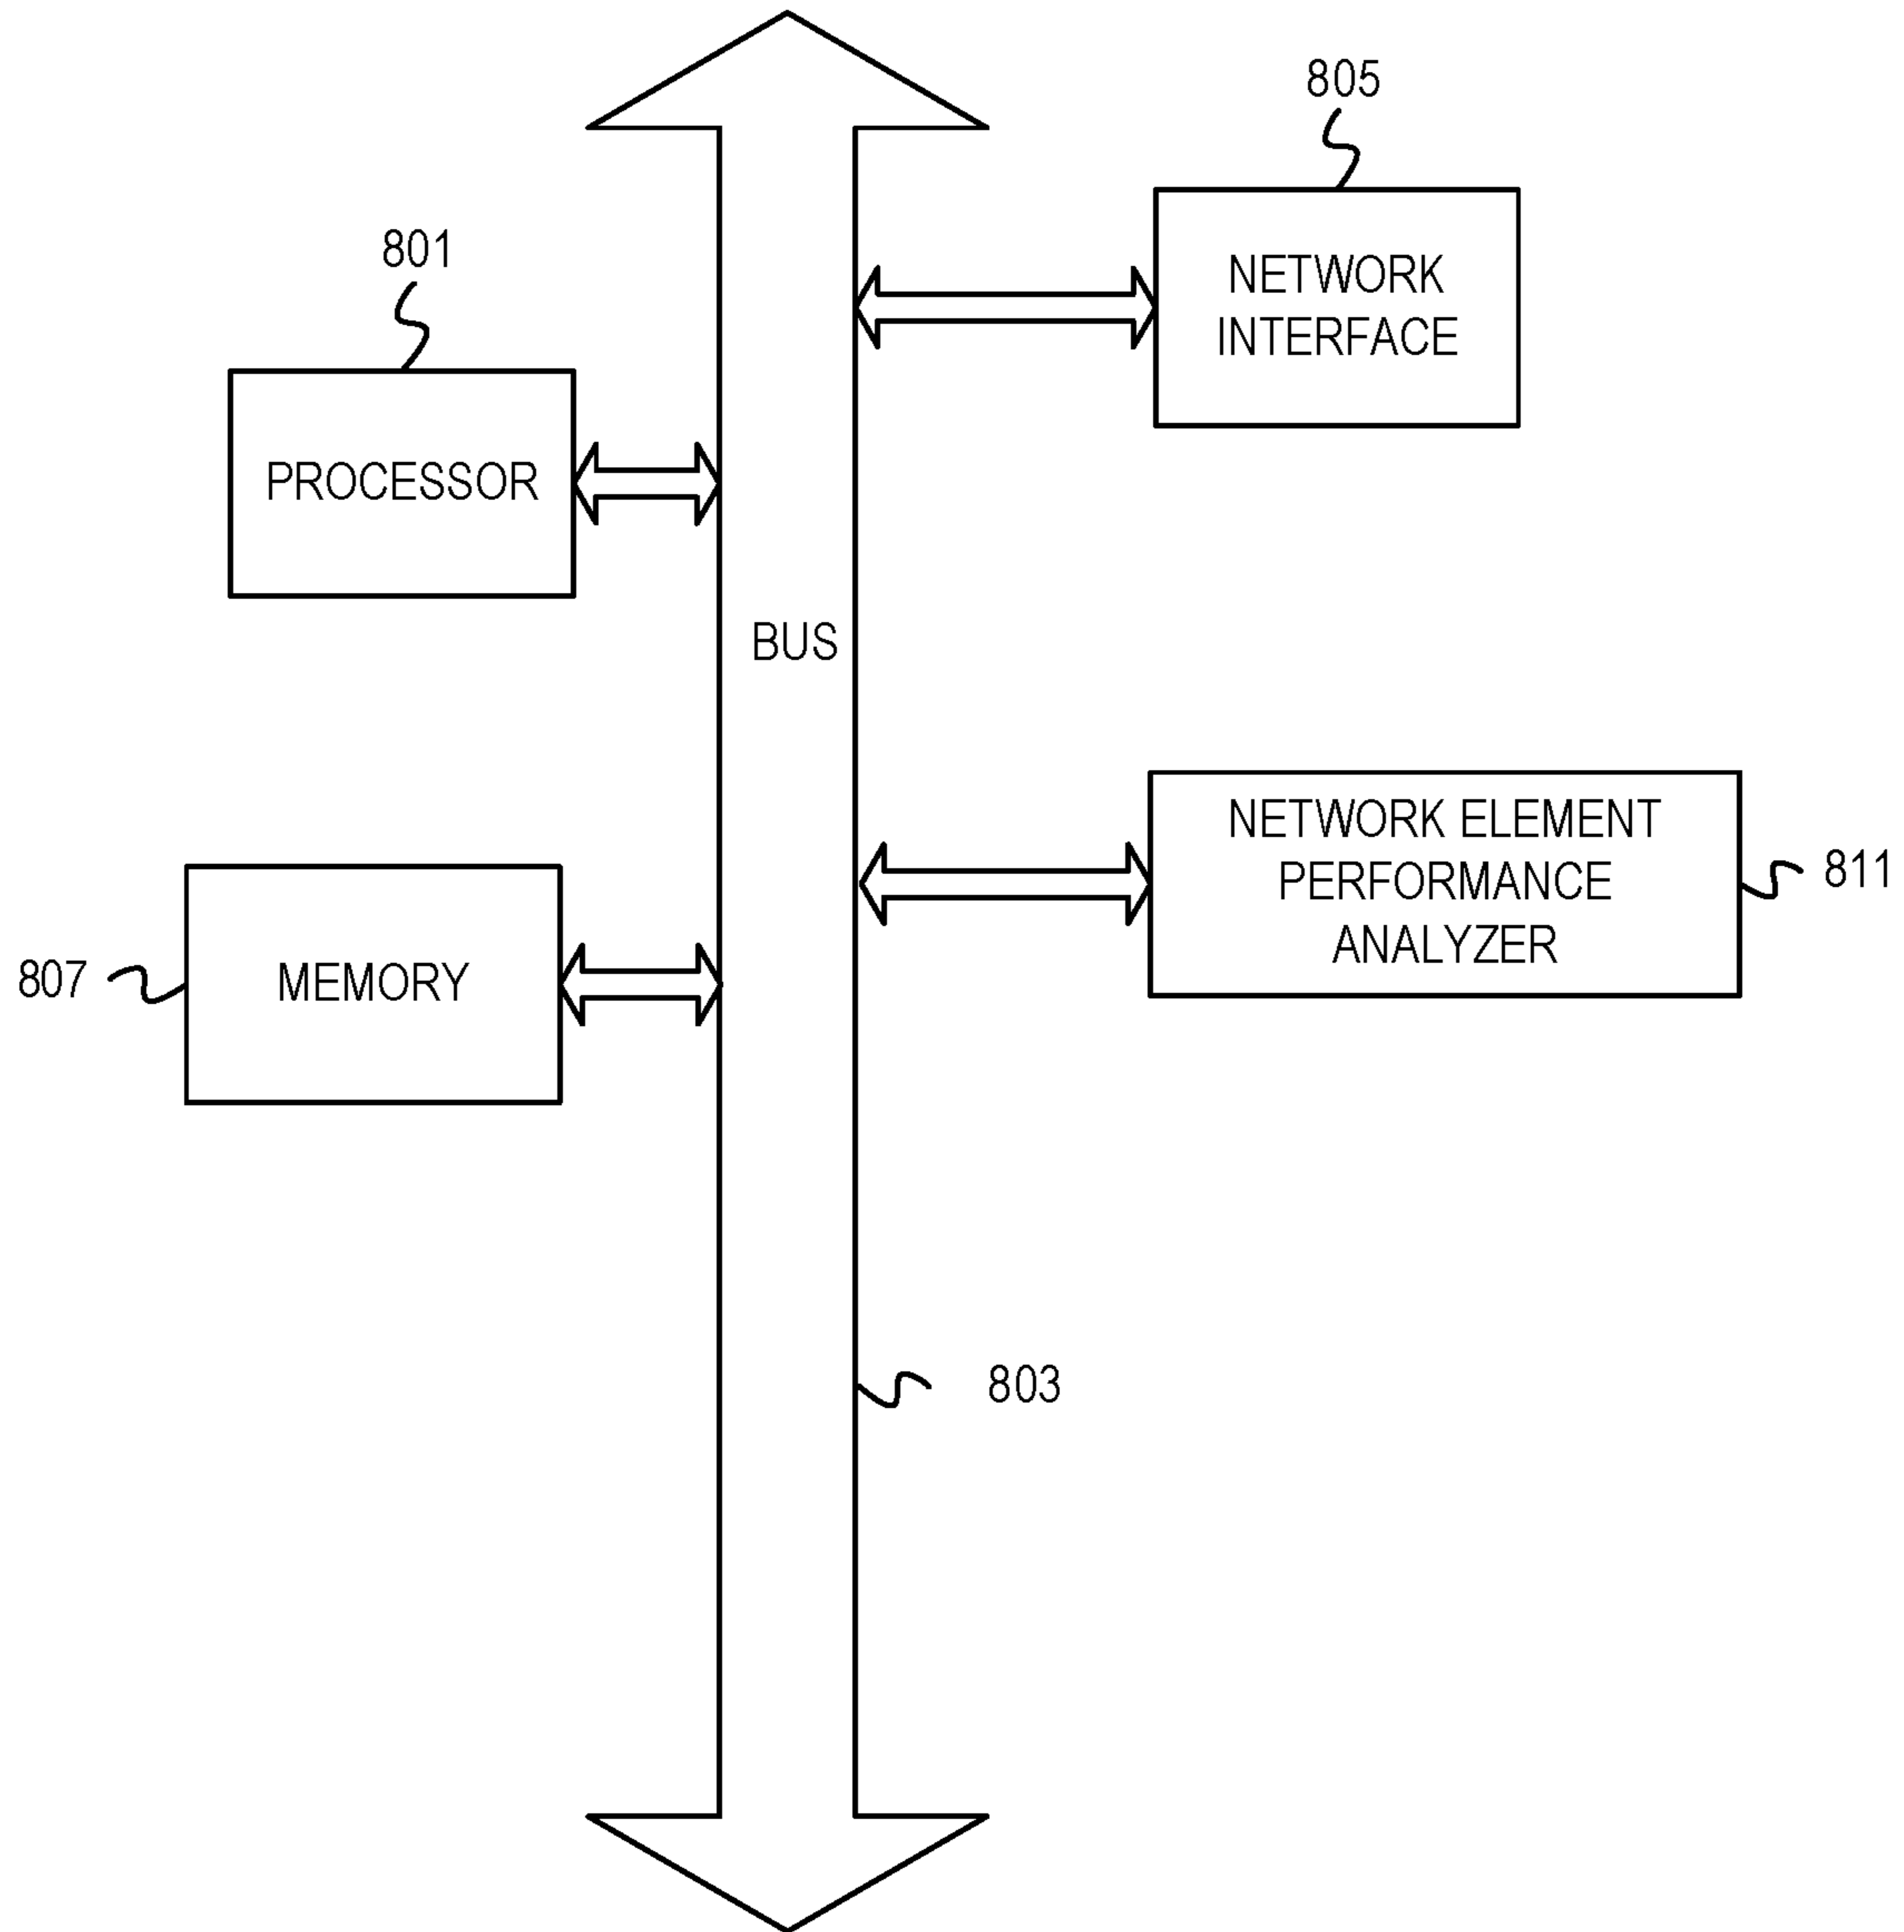 805
NETWORK
INTERFACE
801
PROCESSOR
BUS
NETWORK ELEMENT
PERFORMANCE
ANALYZER
811
807
MEMORY
803